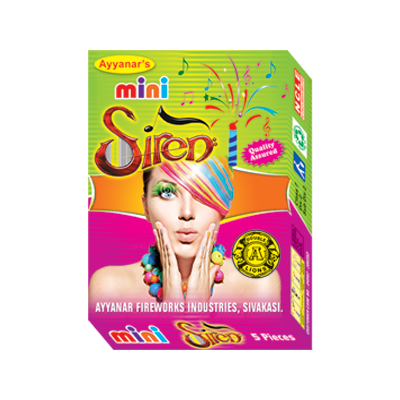 Ayyanar's
mini
Siren
Quality
Assured
DOUBLE
A
LIONS
AYYANAR FIREWORKS INDUSTRIES, SIVAKASI.
mini Siren 5 Pieces